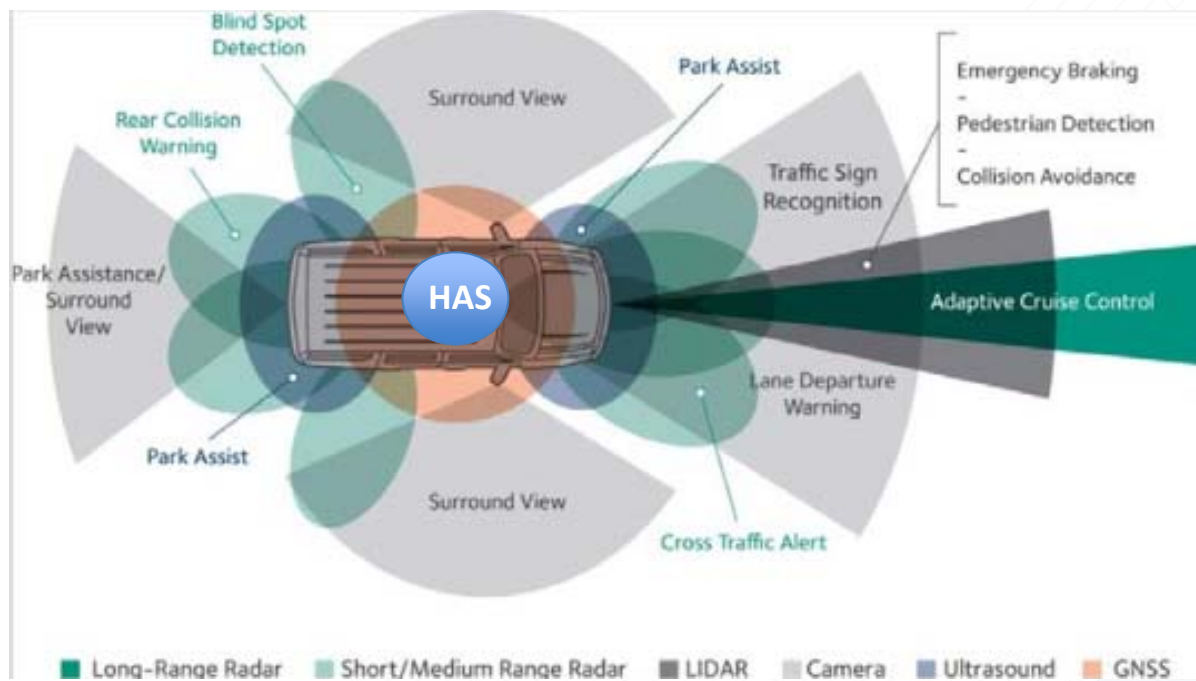 Blind Spot
Detection
Surround View
Park Assist
Emergency Braking
-
Pedestrian Detection
-
Collision Avoidance
Rear Collision
Warning
Traffic Sign
Recognition
Park Assistance/
Surround
View
HAS
Adaptive Cruise Control
Lane Departure
Warning
Park Assist
Surround View
Cross Traffic Alert
Long-Range Radar
Short/Medium Range Radar
LIDAR
Camera
Ultrasound
GNSS